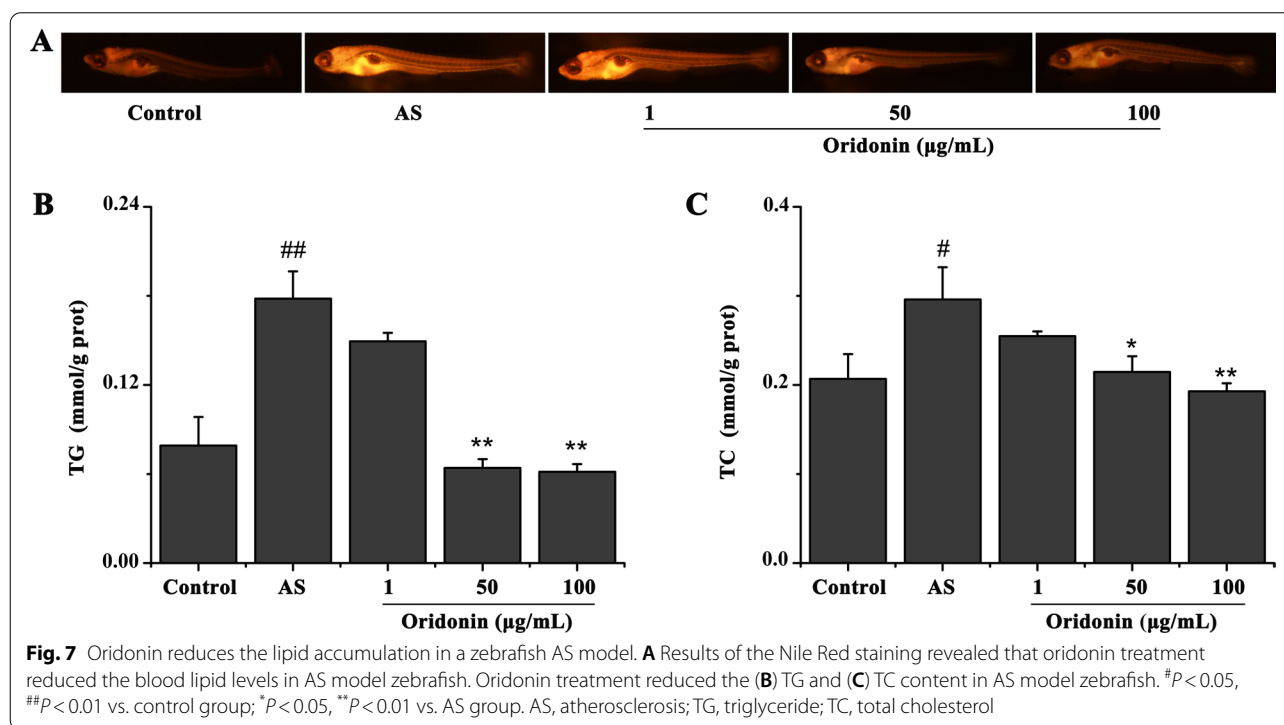 A
Control AS 1 50 100
Oridonin (µg/mL)
B
0.24
0.12
0.00
TG (mmol/g prot)
##
** **
Control AS 1 50 100
Oridonin (µg/mL)
C
0.4
0.2
0.0
TC (mmol/g prot)
#
*
**
Control AS 1 50 100
Oridonin (µg/mL)
Fig. 7 Oridonin reduces the lipid accumulation in a zebrafish AS model. A Results of the Nile Red staining revealed that oridonin treatment
reduced the blood lipid levels in AS model zebrafish Oridonin treatment reduced the (B) TG and (C) TC content in AS model zebrafish. #P < 0.05,
##P < 0.01 vs. control group; *P < 0.05, **P < 0.01 vs. AS group. AS, atherosclerosis; TG, triglyceride; TC, total cholesterol